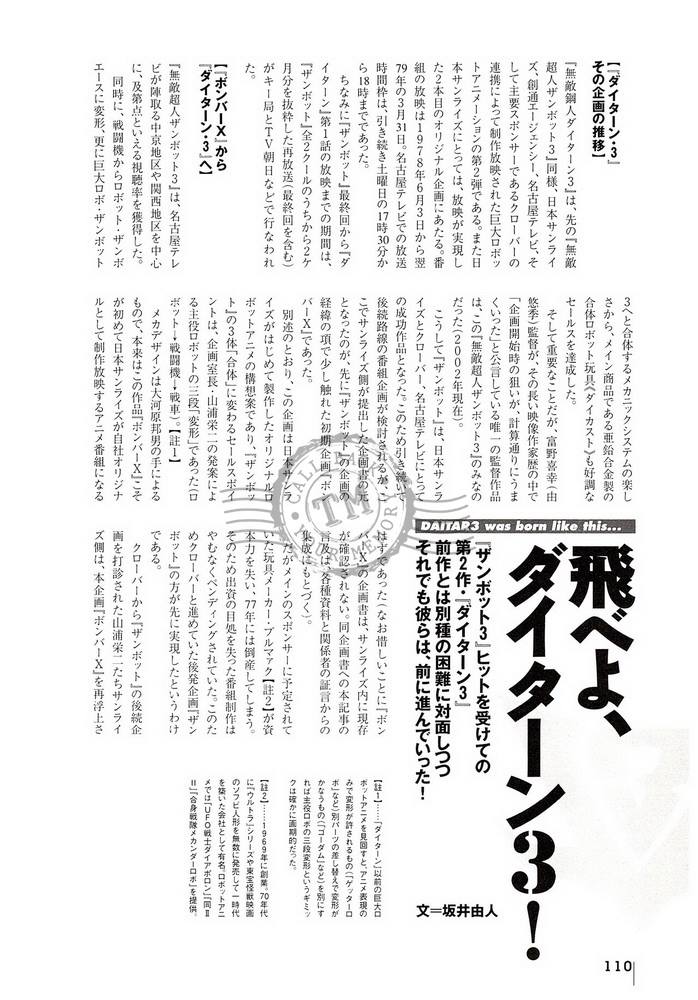 飛べよ、
ダイターン3!
DAITAR3 was born like this...
『ザンボット3』ヒットを受けての
第2作・『ダイターン3』
前作とは別種の困難に対面しつつ
それでも彼らは、前に進んでいった!
文=坂井由人
【『ダイターン・3』
その企画の推移】
『無敵鋼人ダイターン3』は、先の『無敵
超人ザンボット3』同様、日本サンライ
ズ、創通エージェンシー、名古屋テレビ、そ
して主要スポンサーであるクローバーの
連携によって制作放映された巨大ロボッ
トアニメーションの第2弾である。また日
本サンライズにとっては、放映が実現し
た2本目のオリジナル企画にあたる。番
組の放映は1978年6月3日から翌
79年の3月31日。名古屋テレビでの放送
時間枠は、引き続き土曜日の17時30分か
ら18時までであった。
ちなみに『ザンボット』最終回から『ダ
イターン』第1話の放映までの期間は、
『ザンボット』全2クールのうちから2ケ
月分を抜粋した再放送(最終回を含む)
がキー局とTV朝日などで行なわれ
た。
【『ボンバーX』から
『ダイターン・3』へ】
『無敵超人ザンボット3』は、名古屋テレ
ビが陣取る中京地区や関西地区を中心
に、及第点といえる視聴率を獲得した。
同時に、戦闘機からロボット・ザンボ
エースに変形、更に巨大ロボ・ザンボット
3へと合体するメカニックシステムの楽し
さから、メイン商品である亜鉛合金製の
合体ロボット玩具《ダイカスト》も好調な
セールスを達成した。
そして重要なことだが、富野喜幸(由
悠季)監督が、その長い映像作家歴の中で
「企画開始時の狙いが、計算通りにうま
くいった」と公言している唯一の監督作品
は、この『無敵超人ザンボット3』のみなの
だった(2002年現在)。
こうして『ザンボット』は、日本サンラ
イズとクローバー、名古屋テレビにとって
の成功作品となった。このため引き続いて
後続路線の番組企画が検討されるが、こ
こでサンライズ側が提出した企画書の元
となったのが、先に『ザンボット』の企画の
経緯の項で少し触れた初期企画『ボン
バーX』であった。
別述のとおり、この企画は日本サンラ
イズがはじめて製作したオリジナルロ
ボットアニメの構想案であり、『ザンボッ
ト』の3体「合体」に変わるセールスポイ
ントは、企画室長・山浦栄二の発案によ
る主役ロボットの三段「変形」であった(ロ
ボット→戦闘機→戦車)。【註1】
メカデザインは大河原邦男の手による
もので、本来はこの作品『ボンバーX』こそ
が初めて日本サンライズが自社オリジナ
ルとして制作放映するアニメ番組になる
はずであった(なお惜しいことに『ボン
バーX』の企画書は、サンライズ内に現存
が確認されない。同企画書への本記事の
言及は、各種資料と関係者の証言からの
集成にもとづく)。
だがメインのスポンサーに予定されて
いた玩具メーカー・ブルマァク【註2】が資
本力を失い、77年には倒産してしまう。
そのため出資の目処を失った番組制作は
やむなくペンディングされていた。このた
めクローバーと進めていた後発企画『ザン
ボット』の方が先に実現したというわけ
である。
クローバーから『ザンボット』の後続企
画を打診された山浦栄二たちサンライ
ズ側は、本企画『ボンバーX』を再浮上さ
【註1】……『ダイターン』以前の巨大ロ
ボットアニメを見回すと、アニメ表現の
みで変形が許されるもの(『ゲッターロ
ボ』など)別パーツの差し替えで変形が
かなうもの(『ゴーダム』など)を別にす
れば主役ロボの三段変形というギミッ
クは確かに画期的だった。
【註2】……1969年に創業。70年代
に『ウルトラ』シリーズや東宝怪獣映画
のソフビ人形を無数に発売して一時代
を築いた会社として有名。ロボットアニ
メでは『UFO戦士ダイアポロン』『同II
II』『合身戦隊メカンダーロボ』を提供。
110
TM